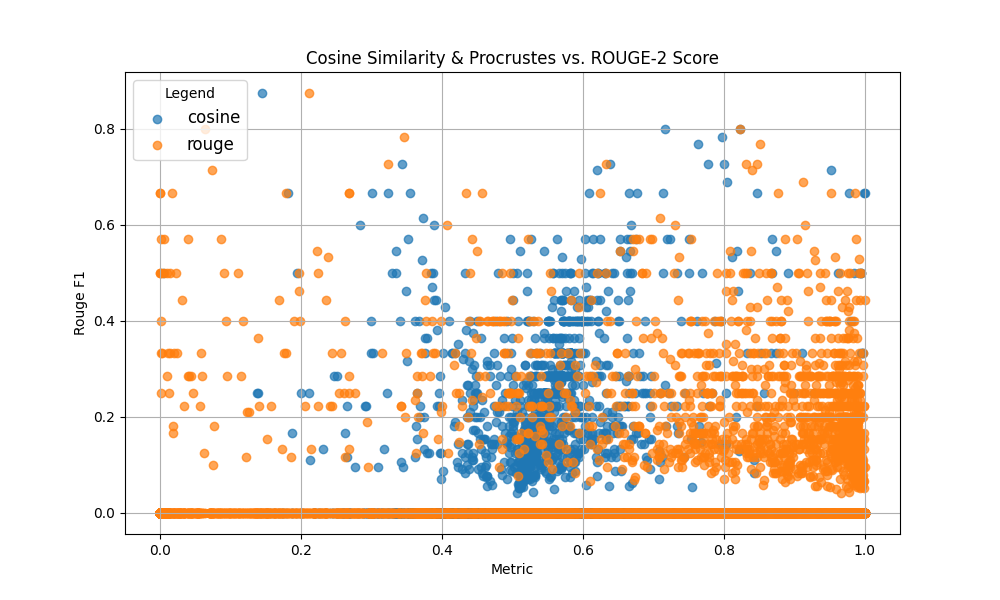 Cosine Similarity & Procrustes vs. ROUGE-2 Score
Legend
cosine
rouge
Rouge F1
0.8
0.6
0.4
0.2
0.0
0.0 0.2 0.4 0.6 0.8 1.0
Metric